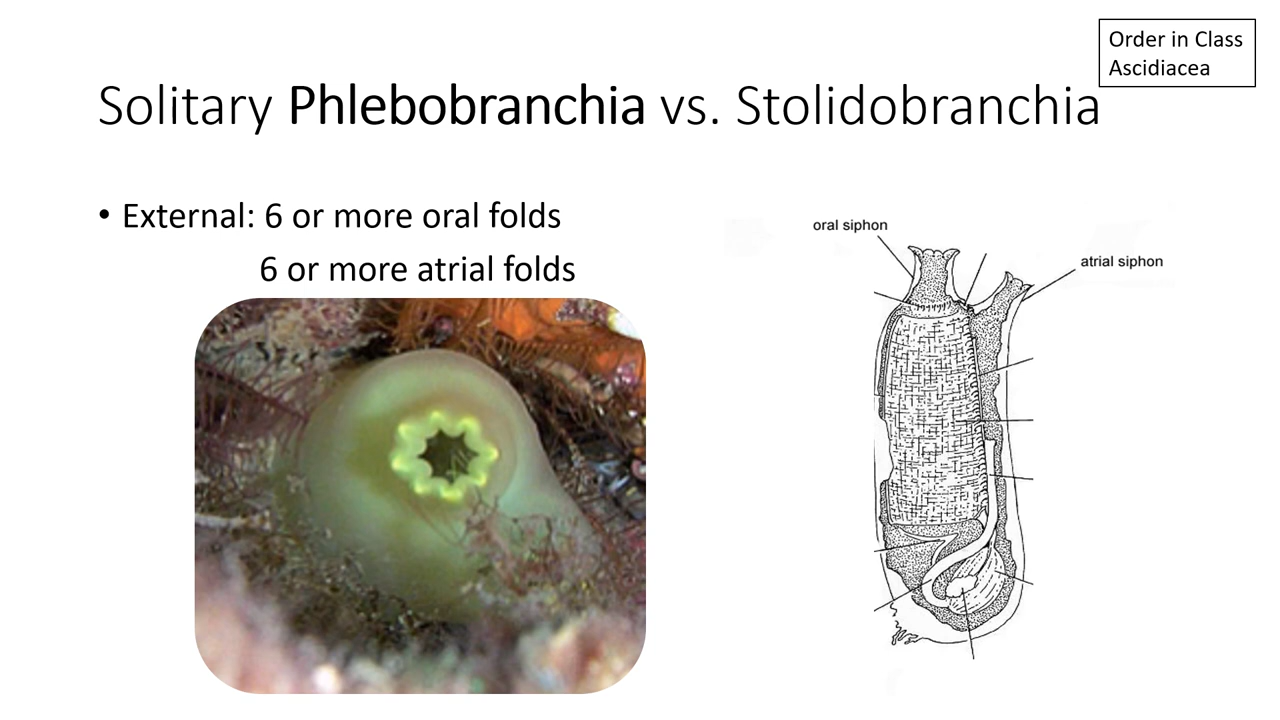 Order in Class
Ascidiacea
Solitary Phlebobranchia vs. Stolidobranchia
• External: 6 or more oral folds
6 or more atrial folds
oral siphon
atrial siphon